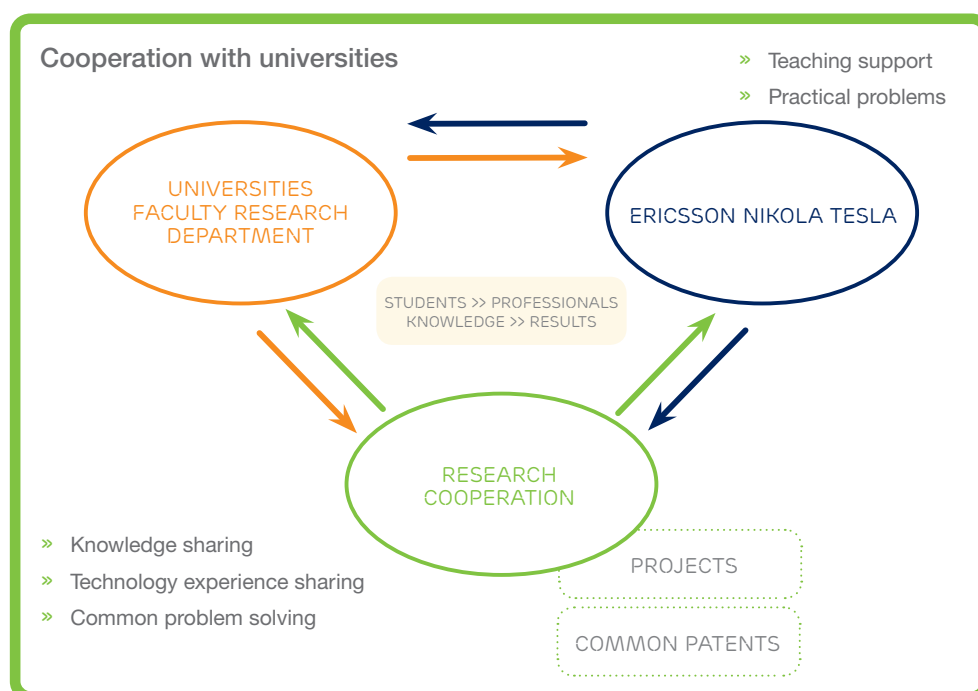 Cooperation with universities
» Teaching support
» Practical problems
UNIVERSITIES
FACULTY RESEARCH
DEPARTMENT
ERICSSON NIKOLA TESLA
STUDENTS >> PROFESSIONALS
KNOWLEDGE >> RESULTS
RESEARCH
COOPERATION
» Knowledge sharing
» Technology experience sharing
» Common problem solving
PROJECTS
COMMON PATENTS